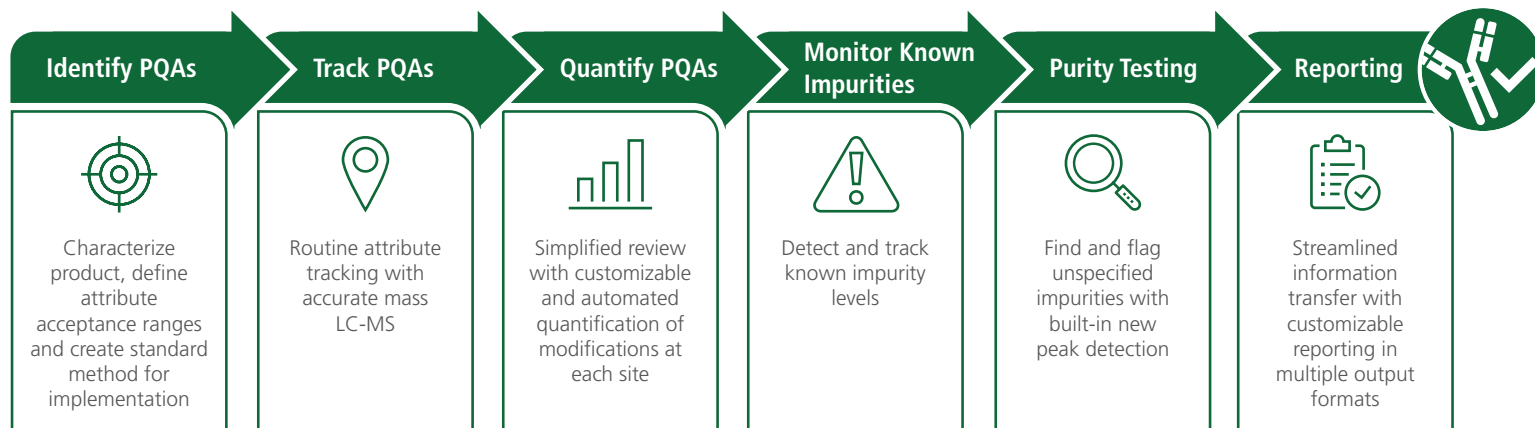 Identify PQAs
Track PQAs
Quantify PQAs
Monitor Known
Impurities
Purity Testing
Reporting
Characterize
product, define
attribute
acceptance ranges
and create standard
method for
implementation
Routine attribute
tracking with
accurate mass
LC-MS
Simplified review
with customizable
and automated
quantification of
modifications at
each site
Detect and track
known impurity
levels
Find and flag
unspecified
impurities with
built-in new
peak detection
Streamlined
information
transfer with
customizable
reporting in
multiple output
formats